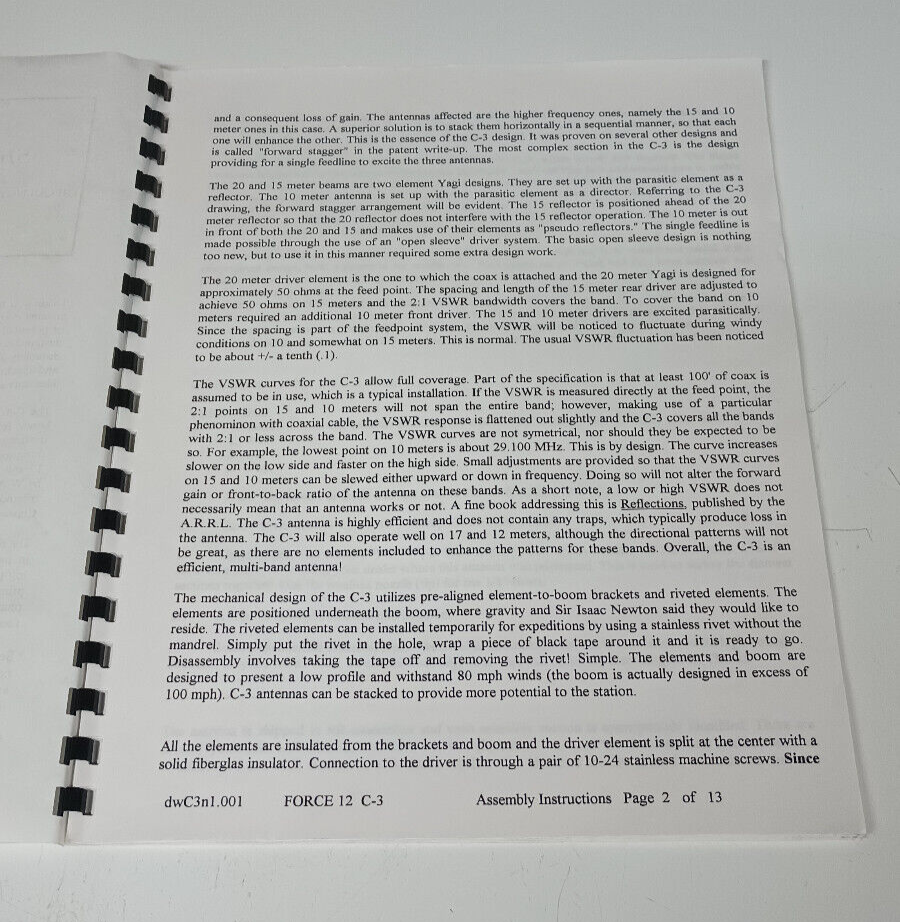 and a consequent loss of gain. The antennas affected are the higher frequency ones, namely the 15 and 10
meter ones in this case. A superior solution is to stack them horizontally in a sequential manner, so that each
one will enhance the other. This is the essence of the C-3 design. It was proven on several other designs and
is called "forward stagger" in the patent write-up. The most complex section in the C-3 is the design
providing for a single feedline to excite the three antennas.
The 20 and 15 meter beams are two element Yagi designs. They are set up with the parasitic element as a
reflector. The 10 meter antenna is set up with the parasitic element as a director. Referring to the C-3
drawing, the forward stagger arrangement will be evident. The 15 reflector is positioned ahead of the 20
meter reflector so that the 20 reflector does not interfere with the 15 reflector operation. The 10 meter is out
in front of both the 20 and 15 and makes use of their elements as "pseudo reflectors." The single feedline is
made possible through the use of an "open sleeve" driver system. The basic open sleeve design is nothing
too new, but to use it in this manner required some extra design work.
The 20 meter driver element is the one to which the coax is attached and the 20 meter Yagi is designed for
approximately 50 ohms at the feed point. The spacing and length of the 15 meter rear driver are adjusted to
achieve 50 ohms on 15 meters and the 2:1 VSWR bandwidth covers the band. To cover the band on 10
meters required an additional 10 meter front driver. The 15 and 10 meter drivers are excited parasitically.
Since the spacing is part of the feedpoint system, the VSWR will be noticed to fluctuate during windy
conditions on 10 and somewhat on 15 meters. This is normal. The usual VSWR fluctuation has been noticed
to be about +/- a tenth (.1).
The VSWR curves for the C-3 allow full coverage. Part of the specification is that at least 100' of coax is
assumed to be in use, which is a typical installation. If the VSWR is measured directly at the feed point, the
2:1 points on 15 and 10 meters will not span the entire band; however, making use of a particular
phenominon with coaxial cable, the VSWR response is flattened out slightly and the C-3 covers all the bands
with 2:1 or less across the band. The VSWR curves are not symetrical, nor should they be expected to be
so. For example, the lowest point on 10 meters is about 29.100 MHz. This is by design. The curve increases
slower on the low side and faster on the high side. Small adjustments are provided so that the VSWR curves
on 15 and 10 meters can be slewed either upward or down in frequency. Doing so will not alter the forward
gain or front-to-back ratio of the antenna on these bands. As a short note, a low or high VSWR does not
necessarily mean that an antenna works or not. A fine book addressing this is Reflections, published by the
A.R.R.L. The C-3 antenna is highly efficient and does not contain any traps, which typically produce loss in
the antenna. The C-3 will also operate well on 17 and 12 meters, although the directional patterns will not
be great, as there are no elements included to enhance the patterns for these bands. Overall, the C-3 is an
efficient, multi-band antenna!
The mechanical design of the C-3 utilizes pre-aligned element-to-boom brackets and riveted elements. The
elements are positioned underneath the boom, where gravity and Sir Isaac Newton said they would like to
reside. The riveted elements can be installed temporarily for expeditions by using a stainless rivet without the
mandrel. Simply put the rivet in the hole, wrap a piece of black tape around it and it is ready to go.
Disassembly involves taking the tape off and removing the rivet! Simple. The elements and boom are
designed to present a low profile and withstand 80 mph winds (the boom is actually designed in excess of
100 mph). C-3 antennas can be stacked to provide more potential to the station.
All the elements are insulated from the brackets and boom and the driver element is split at the center with a
solid fiberglas insulator. Connection to the driver is through a pair of 10-24 stainless machine screws. Since
dwC3n1.001 FORCE 12 C-3 Assembly Instructions Page 2 of 13